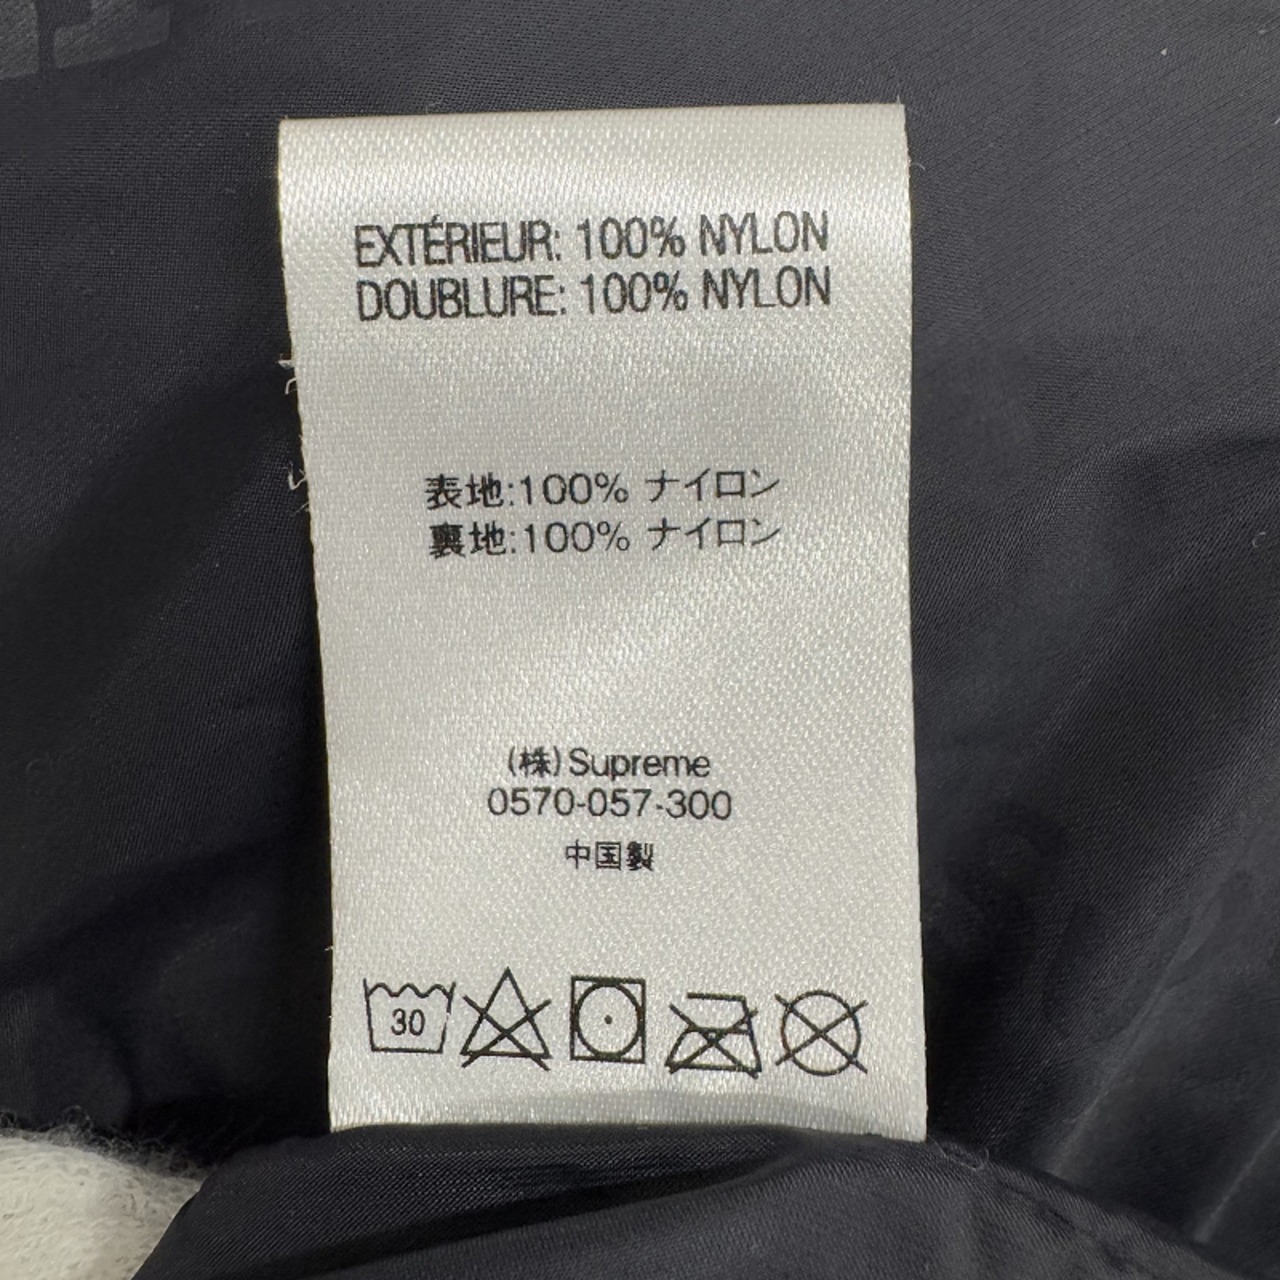 EXTÉRIEUR: 100% NYLON
DOUBLURE: 100% NYLON
表地:100% ナイロン
裏地:100% ナイロン
(株)Supreme
0570-057-300
中国製
30